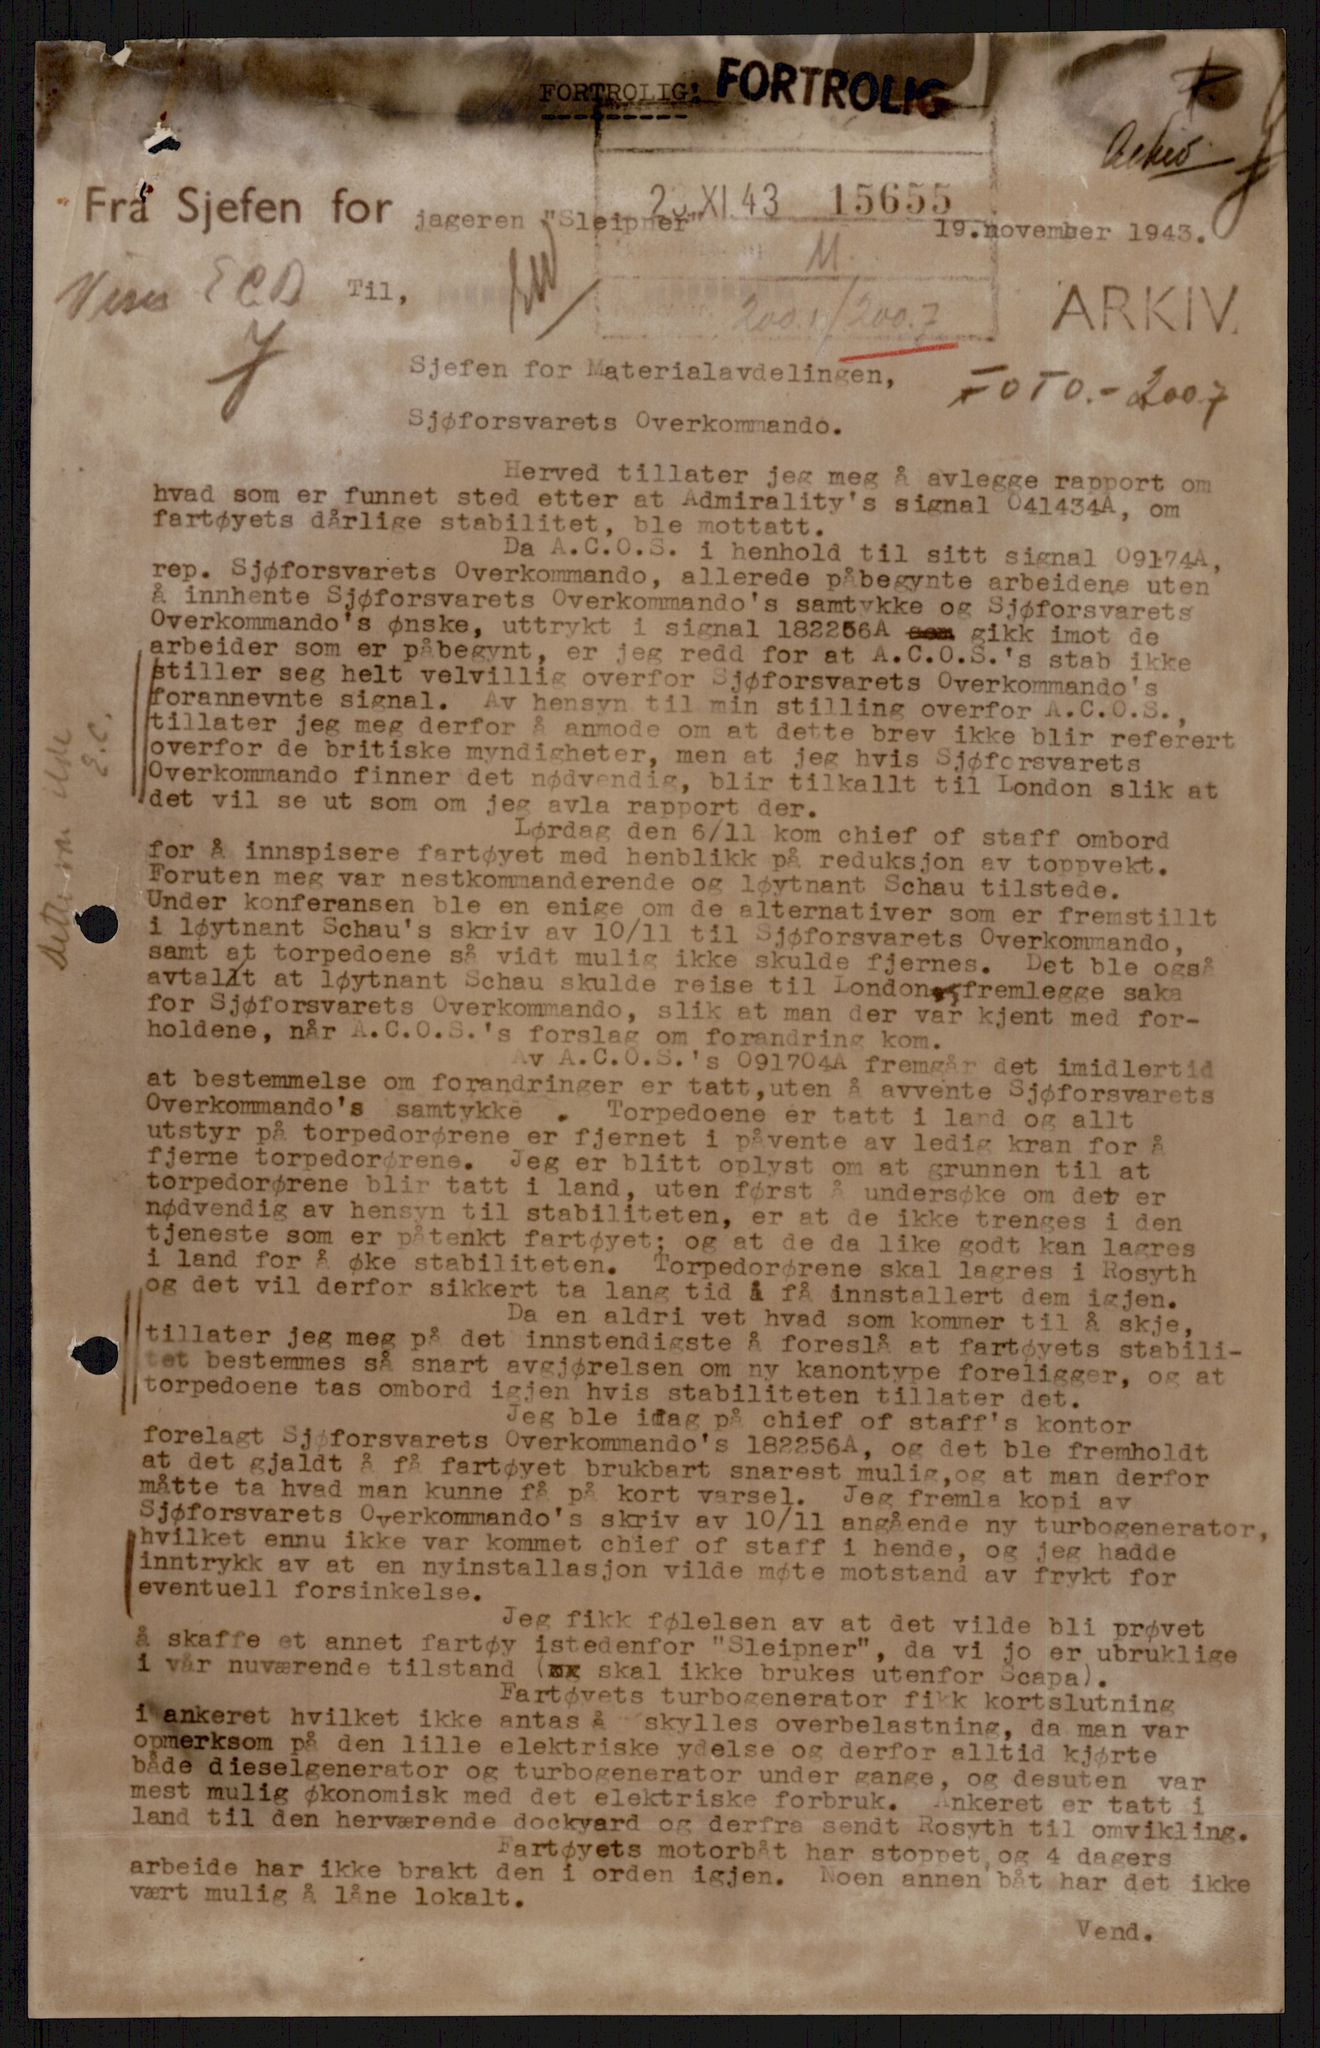 FORTROLIG! FORTROLIG
Arkiv
Fra Sjefen for jageren "Sleipner"
XI 43 15655
19.november 1943.
M.
Vises ECD Til,
200.1/200.7
ARKIV.
Sjefen for Materialavdelingen,
FOTO.- 200.7
Sjøforsvarets Overkommando.
Herved tillater jeg meg å avlegge rapport om
hvad som er funnet sted etter at Admirality's signal 041434A, om
fartøyets dårlige stabilitet, ble mottatt.
Da A.C.O.S. i henhold til sitt signal 09174A,
rep. Sjøforsvarets Overkommando, allerede påbegynte arbeidene uten
å innhente Sjøforsvarets Overkommando's samtykke og Sjøforsvarets
Overkommando's ønske, uttrykt i signal 182256A som gikk imot de
arbeider som er påbegynt, er jeg redd for at A.C.O.S.'s stab ikke
stiller seg helt velvillig overfor Sjøforsvarets Overkommando's
forannevnte signal. Av hensyn til min stilling overfor A.C.O.S.,
tillater jeg meg derfor å anmode om at dette brev ikke blir referert
overfor de britiske myndigheter, men at jeg hvis Sjøforsvarets
Overkommando finner det nødvendig, blir tilkallt til London slik at
det vil se ut som om jeg avla rapport der.
E.C.
Lørdag den 6/11 kom chief of staff ombord
for å innspisere fartøyet med henblikk på reduksjon av toppvekt.
Foruten meg var nestkommanderende og løytnant Schau tilstede.
Under konferansen ble en enige om de alternativer som er fremstillt
i løytnant Schau's skriv av 10/11 til Sjøforsvarets Overkommando,
samt at torpedoene så vidt mulig ikke skulde fjernes. Det ble også
avtalt at løytnant Schau skulde reise til London og fremlegge saka
for Sjøforsvarets Overkommando, slik at man der var kjent med for-
holdene, når A.C.O.S.'s forslag om forandring kom.
Av A.C.O.S.'s 091704A fremgår det imidlertid
at bestemmelse om forandringer er tatt, uten å avvente Sjøforsvarets
Overkommando's samtykke . Torpedoene er tatt i land og allt
utstyr på torpedorørene er fjernet i påvente av ledig kran for å
fjerne torpedorørene. Jeg er blitt oplyst om at grunnen til at
torpedorørene blir tatt i land, uten først å undersøke om det er
nødvendig av hensyn til stabiliteten, er at de ikke trenges i den
tjeneste som er påtenkt fartøyet; og at de da like godt kan lagres
i land for å øke stabiliteten. Torpedorørene skal lagres i Rosyth
og det vil derfor sikkert ta lang tid å få innstallert dem igjen.
Da en aldri vet hvad som kommer til å skje,
tillater jeg meg på det innstendigste å foreslå at fartøyets stabili-
tet bestemmes så snart avgjørelsen om ny kanontype foreligger, og at
torpedoene tas ombord igjen hvis stabiliteten tillater det.
Jeg ble idag på chief of staff's kontor
forelagt Sjøforsvarets Overkommando's 182256A, og det ble fremholdt
at det gjaldt å få fartøyet brukbart snarest mulig, og at man derfor
måtte ta hvad man kunne få på kort varsel. Jeg fremla kopi av
Sjøforsvarets Overkommando's skriv av 10/11 angående ny turbogenerator,
hvilket ennu ikke var kommet chief of staff i hende, og jeg hadde
inntrykk av at en nyinstallasjon vilde møte motstand av frykt for
eventuell forsinkelse.
Jeg fikk følelsen av at det vilde bli prøvet
å skaffe et annet fartøy istedenfor "Sleipner", da vi jo er ubruklige
i vår nuværende tilstand ( skal ikke brukes utenfor Scapa).
Fartøyets turbogenerator fikk kortslutning
i ankeret hvilket ikke antas å skylles overbelastning, da man var
opmerksom på den lille elektriske ydelse og derfor alltid kjørte
både dieselgenerator og turbogenerator under gange, og desuten var
mest mulig økonomisk med det elektriske forbruk. Ankeret er tatt i
land til den herværende dockyard og derfra sendt Rosyth til omvikling.
Fartøyets motorbåt har stoppet og 4 dagers
arbeide har ikke brakt den i orden igjen. Noen annen båt har det ikke
vært mulig å låne lokalt.
Vend.